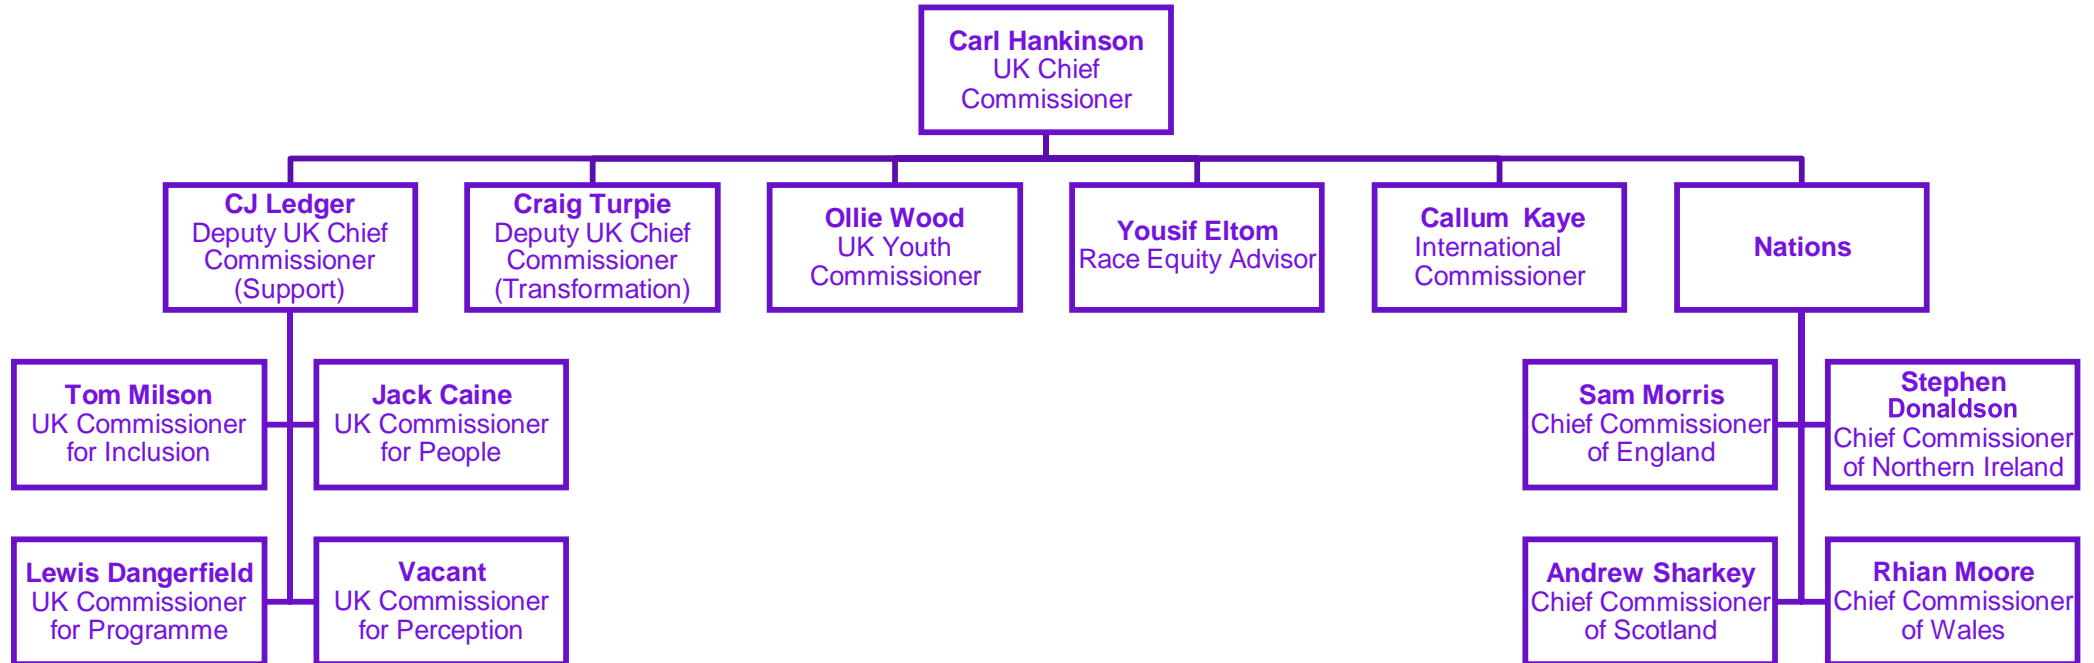 Carl Hankinson
UK Chief
Commissioner
CJ Ledger
Deputy UK Chief
Commissioner
(Support)
Craig Turpie
Deputy UK Chief
Commissioner
(Transformation)
Ollie Wood
UK Youth
Commissioner
Yousif Eltom
Race Equity Advisor
Callum Kaye
International
Commissioner
Nations
Tom Milson
UK Commissioner
for Inclusion
Jack Caine
UK Commissioner
for People
Sam Morris
Chief Commissioner
of England
Stephen
Donaldson
Chief Commissioner
of Northern Ireland
Lewis Dangerfield
UK Commissioner
for Programme
Vacant
UK Commissioner
for Perception
Andrew Sharkey
Chief Commissioner
of Scotland
Rhian Moore
Chief Commissioner
of Wales